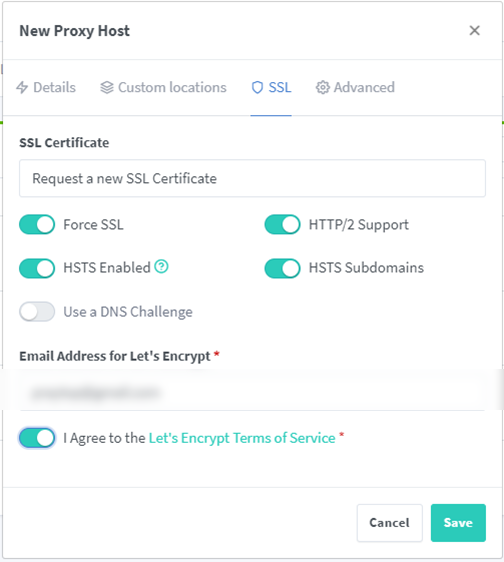 New Proxy Host
Details Custom locations SSL Advanced
SSL Certificate
Request a new SSL Certificate
Force SSL HTTP/2 Support
HSTS Enabled ? HSTS Subdomains
Use a DNS Challenge
Email Address for Let's Encrypt *
I Agree to the Let's Encrypt Terms of Service *
Cancel Save